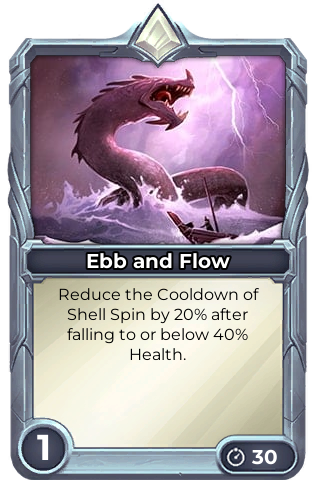 Ebb and Flow
Reduce the Cooldown of
Shell Spin by 20% after
falling to or below 40%
Health.
1
30